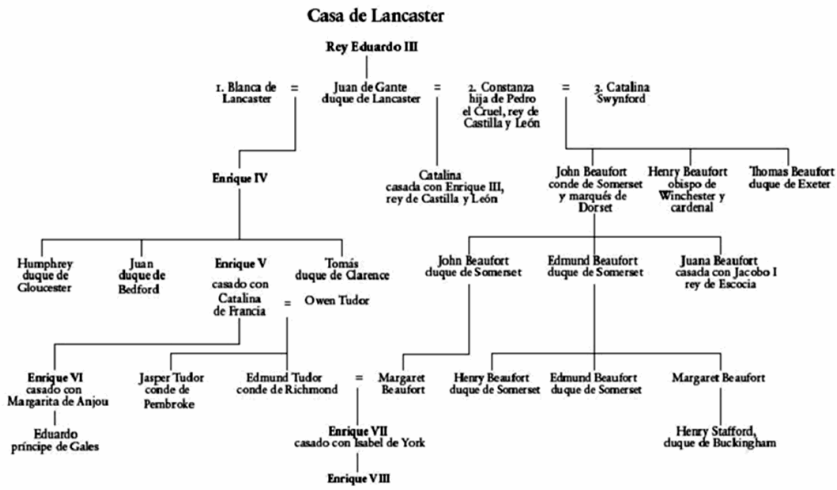 Casa de Lancaster
Rey Eduardo III
1. Blanca de
Lancaster
=
Juan de Gante
duque de Lancaster
=
2. Constanza
hija de Pedro
el Cruel, rey de
Castilla y León
=
3. Catalina
Swynford
Enrique IV
Catalina
casada con Enrique III,
rey de Castilla y León
John Beaufort
conde de Somerset
y marqués de
Dorset
Henry Beaufort
obispo de
Winchester y
cardenal
Thomas Beaufort
duque de Exeter
Humphrey
duque de
Gloucester
Juan
duque de
Bedford
Enrique V
casado con
Catalina
de Francia
=
Owen Tudor
Tomás
duque de Clarence
John Beaufort
duque de Somerset
Edmund Beaufort
duque de Somerset
Juana Beaufort
casada con Jacobo I
rey de Escocia
Enrique VI
casado con
Margarita de Anjou
Jasper Tudor
conde de
Pembroke
Edmund Tudor
conde de Richmond
=
Margaret
Beaufort
Henry Beaufort
duque de Somerset
Edmund Beaufort
duque de Somerset
Margaret Beaufort
Eduardo
príncipe de Gales
Enrique VII
casado con Isabel de York
Henry Stafford,
duque de Buckingham
Enrique VIII